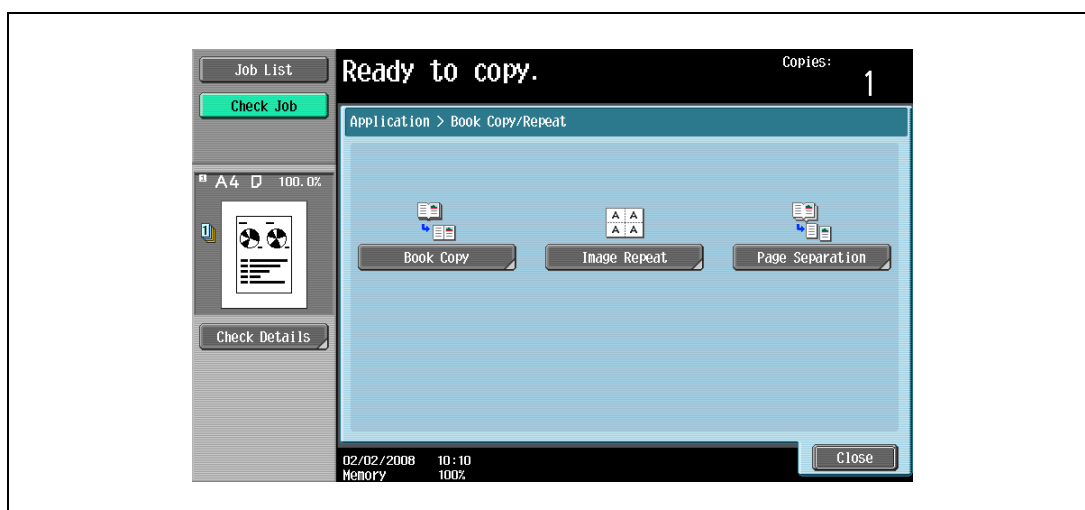 Job List
Check Job
Ready to copy.
Copies:
1
Application > Book Copy/Repeat
A4 100.0%
1
A A
A A
Book Copy
Image Repeat
Page Separation
Check Details
Close
02/02/2008 10:10
Memory 100%